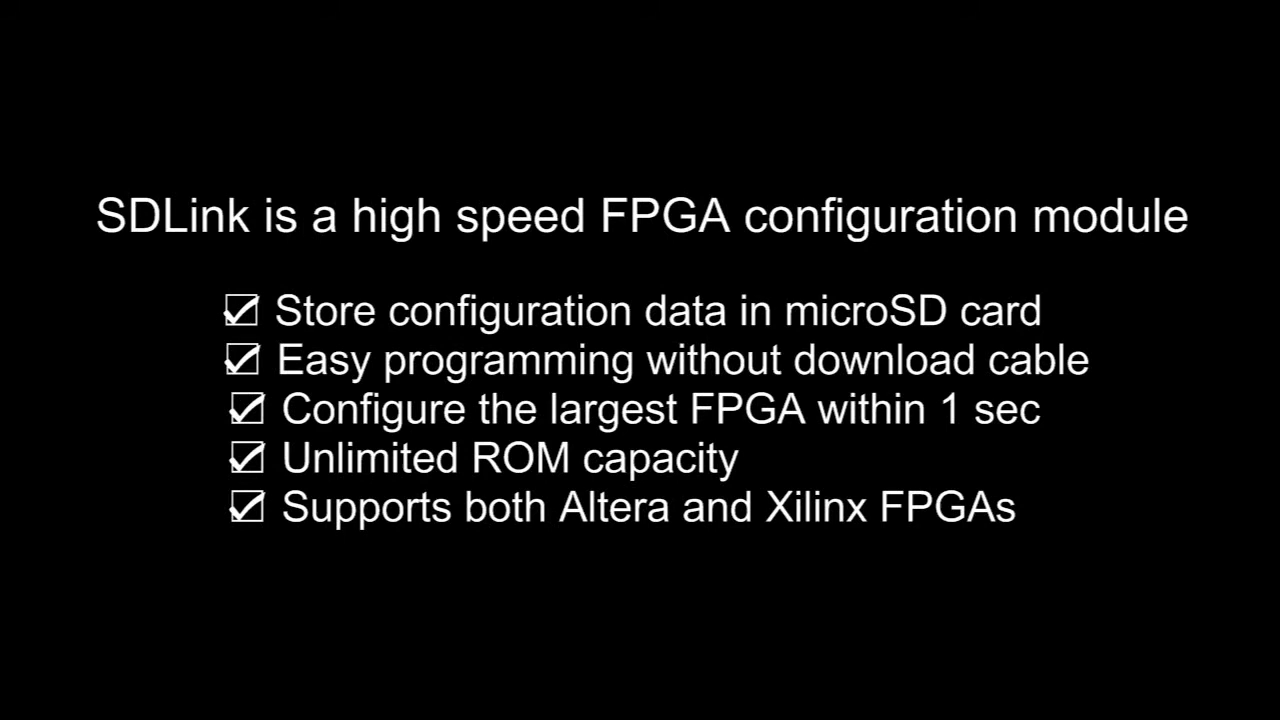 SDLink is a high speed FPGA configuration module
☑ Store configuration data in microSD card
☑ Easy programming without download cable
☑ Configure the largest FPGA within 1 sec
☑ Unlimited ROM capacity
☑ Supports both Altera and Xilinx FPGAs